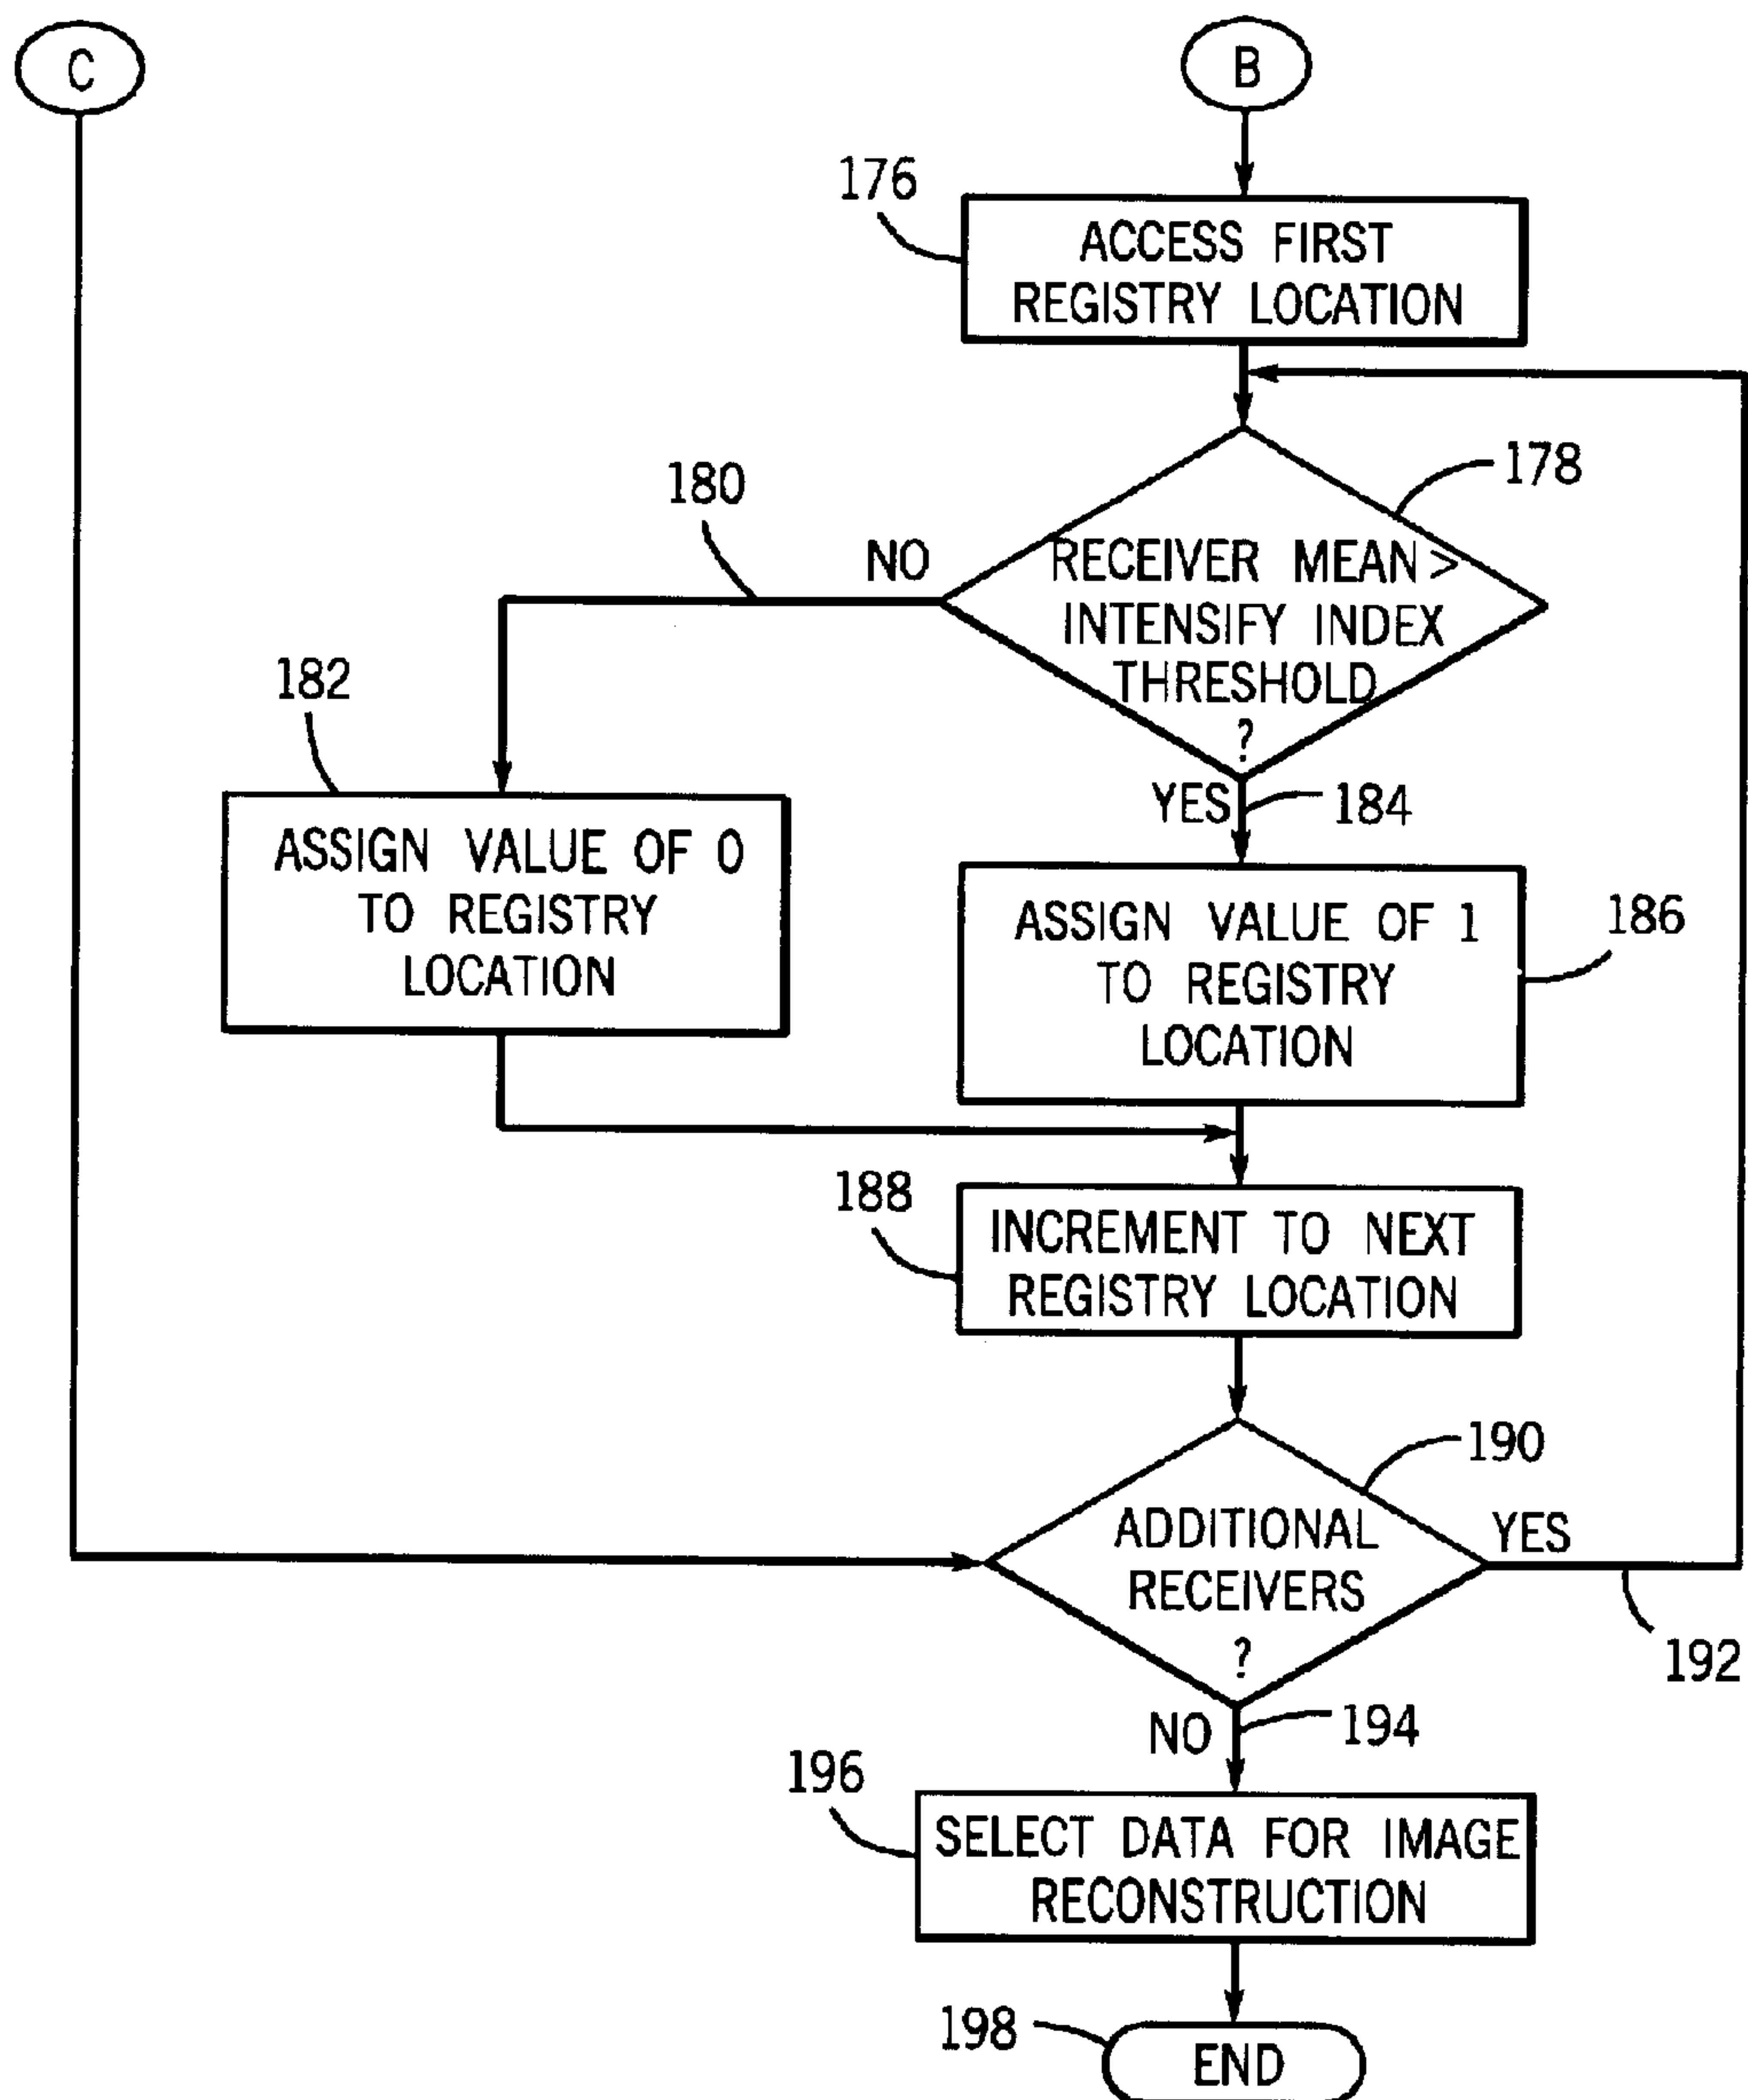 C
B
176
ACCESS FIRST
REGISTRY LOCATION
178
180
NO
RECEIVER MEAN >
INTENSIFY INDEX
THRESHOLD
?
182
YES
184
ASSIGN VALUE OF 0
TO REGISTRY
LOCATION
186
ASSIGN VALUE OF 1
TO REGISTRY
LOCATION
188
INCREMENT TO NEXT
REGISTRY LOCATION
190
ADDITIONAL
RECEIVERS
?
YES
192
NO
194
196
SELECT DATA FOR IMAGE
RECONSTRUCTION
198
END